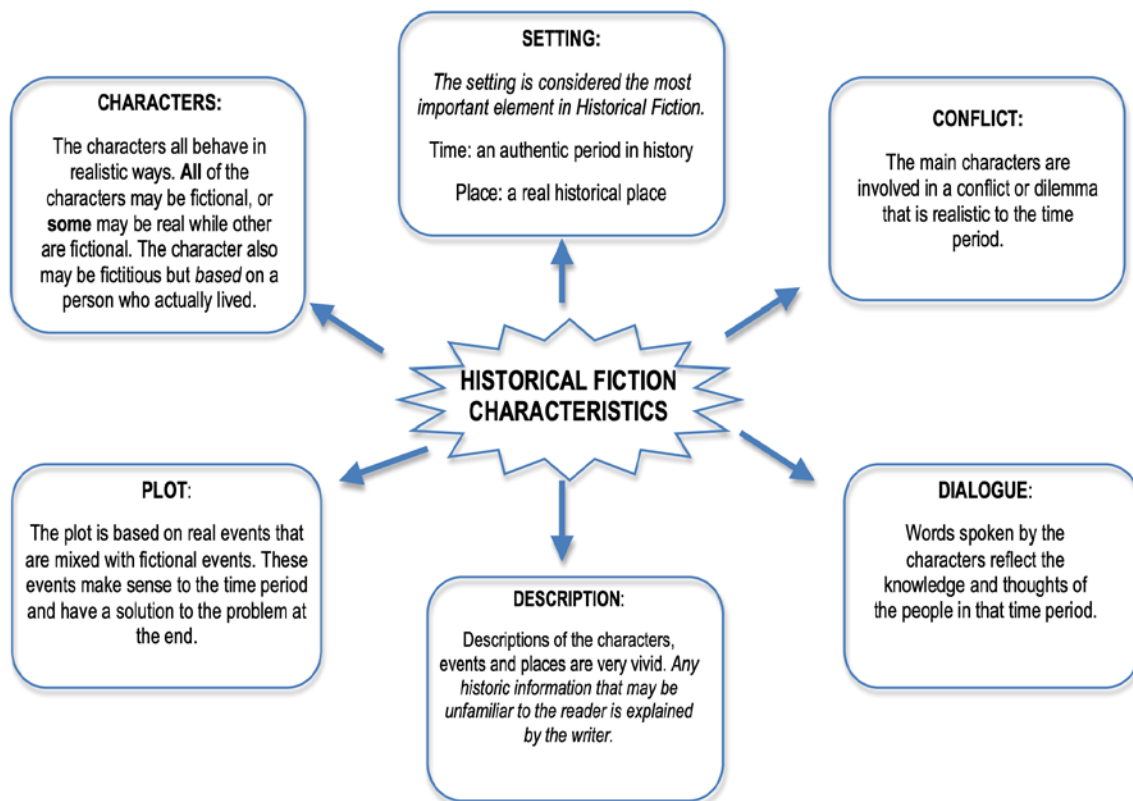 SETTING:
The setting is considered the most
important element in Historical Fiction.
Time: an authentic period in history
Place: a real historical place
CHARACTERS:
The characters all behave in
realistic ways. All of the
characters may be fictional, or
some may be real while other
are fictional. The character also
may be fictitious but based on a
person who actually lived.
CONFLICT:
The main characters are
involved in a conflict or dilemma
that is realistic to the time
period.
HISTORICAL FICTION
CHARACTERISTICS
PLOT:
The plot is based on real events that
are mixed with fictional events. These
events make sense to the time period
and have a solution to the problem at
the end.
DESCRIPTION:
Descriptions of the characters,
events and places are very vivid. Any
historic information that may be
unfamiliar to the reader is explained
by the writer.
DIALOGUE:
Words spoken by the
characters reflect the
knowledge and thoughts of
the people in that time period.